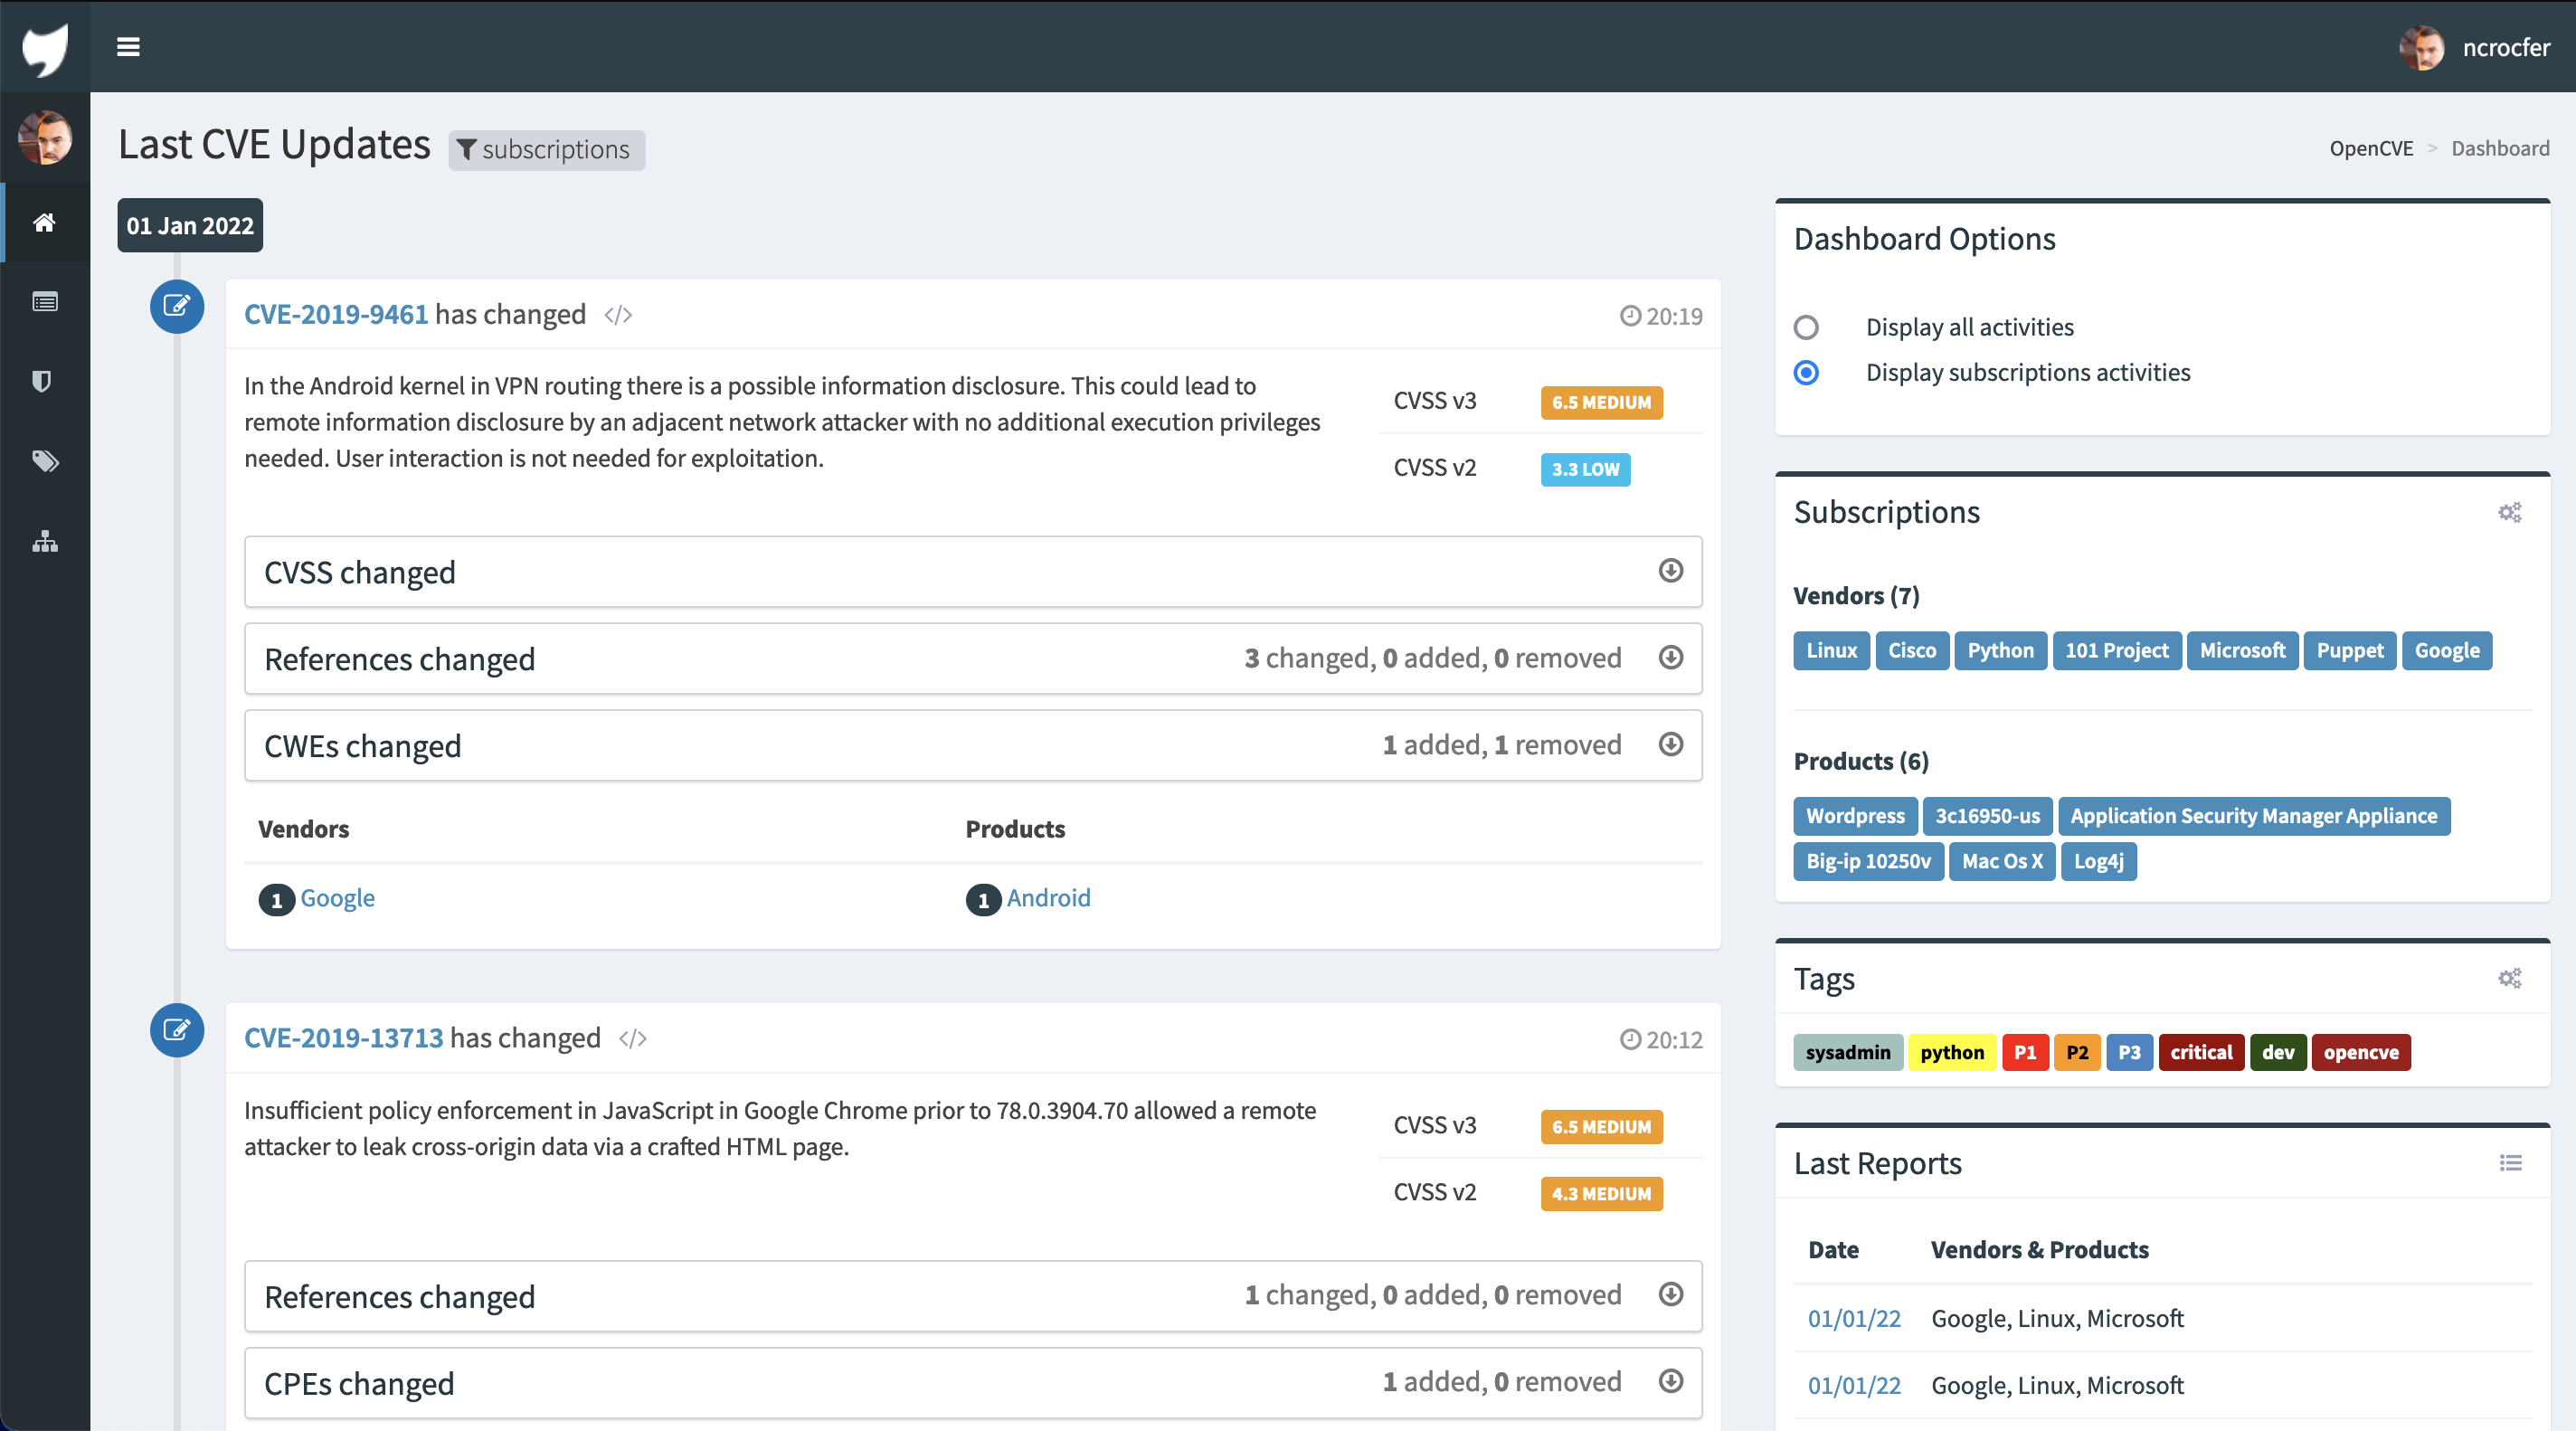 ncrocfer
Last CVE Updates subscriptions
OpenCVE > Dashboard
01 Jan 2022
CVE-2019-9461 has changed </> 20:19
In the Android kernel in VPN routing there is a possible information disclosure. This could lead to
remote information disclosure by an adjacent network attacker with no additional execution privileges
needed. User interaction is not needed for exploitation.
CVSS v3 6.5 MEDIUM
CVSS v2 3.3 LOW
CVSS changed
References changed 3 changed, 0 added, 0 removed
CWEs changed 1 added, 1 removed
Vendors Products
1 Google 1 Android
CVE-2019-13713 has changed </> 20:12
Insufficient policy enforcement in JavaScript in Google Chrome prior to 78.0.3904.70 allowed a remote
attacker to leak cross-origin data via a crafted HTML page.
CVSS v3 6.5 MEDIUM
CVSS v2 4.3 MEDIUM
References changed 1 changed, 0 added, 0 removed
CPEs changed 1 added, 0 removed
Dashboard Options
Display all activities
Display subscriptions activities
Subscriptions
Vendors (7)
Linux Cisco Python 101 Project Microsoft Puppet Google
Products (6)
Wordpress 3c16950-us Application Security Manager Appliance
Big-ip 10250v Mac Os X Log4j
Tags
sysadmin python P1 P2 P3 critical dev opencve
Last Reports
Date Vendors & Products
01/01/22 Google, Linux, Microsoft
01/01/22 Google, Linux, Microsoft